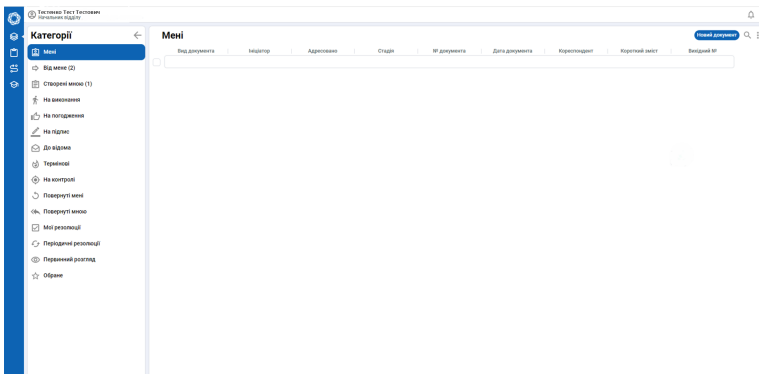 Тестенко Тест Тестович
Начальник відділу
Категорії
Мені
Від мене (2)
Створені мною (1)
На виконання
На погодження
На підпис
До відома
Термінові
На контролі
Повернуті мені
Повернуті мною
Мої резолюції
Періодичні резолюції
Первинний розгляд
Обране
Мені
Новий документ
Вид документа Ініціатор Адресовано Стадія № документа Дата документа Кореспондент Короткий зміст Вихідний №